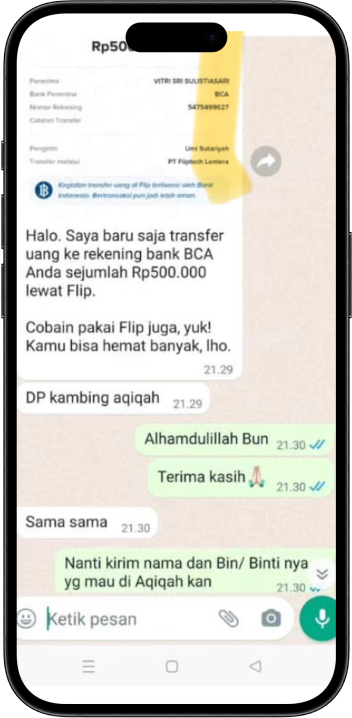 Rp500
Penerima VITRI SRI SULISTIASARI
Bank Penerima BCA
Nomor Rekening 5475499627
Catatan Transfer
Pengirim Umi Sutariyah
Transfer melalui PT Fliptech Lentera
Kegiatan transfer uang di Flip terlisensi oleh Bank
Indonesia. Bertransaksi pun jadi lebih aman.
Halo. Saya baru saja transfer
uang ke rekening bank BCA
Anda sejumlah Rp500.000
lewat Flip.
Cobain pakai Flip juga, yuk!
Kamu bisa hemat banyak, lho.
21.29
DP kambing aqiqah 21.29
Alhamdulillah Bun 21.30
Terima kasih🙏🏻 21.30
Sama sama 21.30
Nanti kirim nama dan Bin/ Binti nya
yg mau di Aqiqah kan
21.30
Ketik pesan